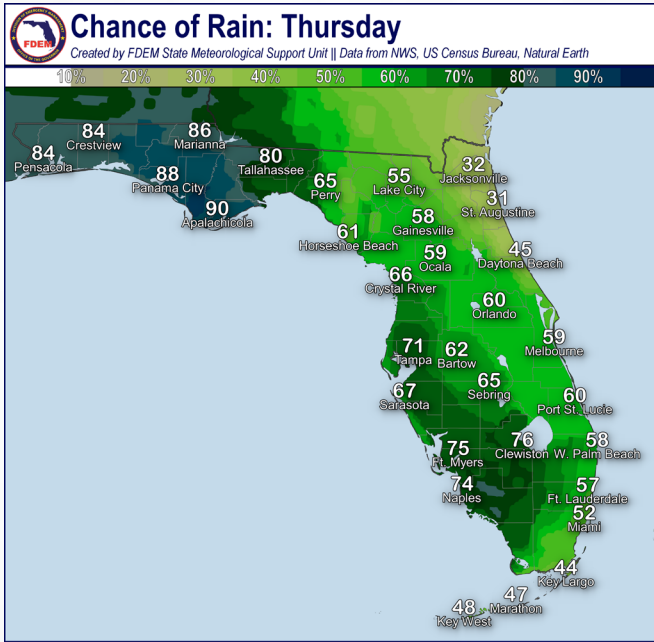 Chance of Rain: Thursday
Created by FDEM State Meteorological Support Unit || Data from NWS, US Census Bureau, Natural Earth
FDEM
10% 20% 30% 50% 60% 70% 80% 90%
84
Crestview
86
Marianna
84
Pensacola
88
Panama City
90
Apalachicola
80
Tallahassee
65
Perry
55
Lake City
32
Jacksonville
31
St. Augustine
58
Gainesville
61
Horseshoe Beach
59
Ocala
45
Daytona Beach
66
Crystal River
60
Orlando
59
Melbourne
71
Tampa
62
Bartow
67
Sarasota
65
Sebring
60
Port St. Lucie
75
Ft. Myers
76
Clewiston
58
W. Palm Beach
74
Naples
57
Ft. Lauderdale
52
Miami
44
Key Largo
47
Marathon
48
Key West